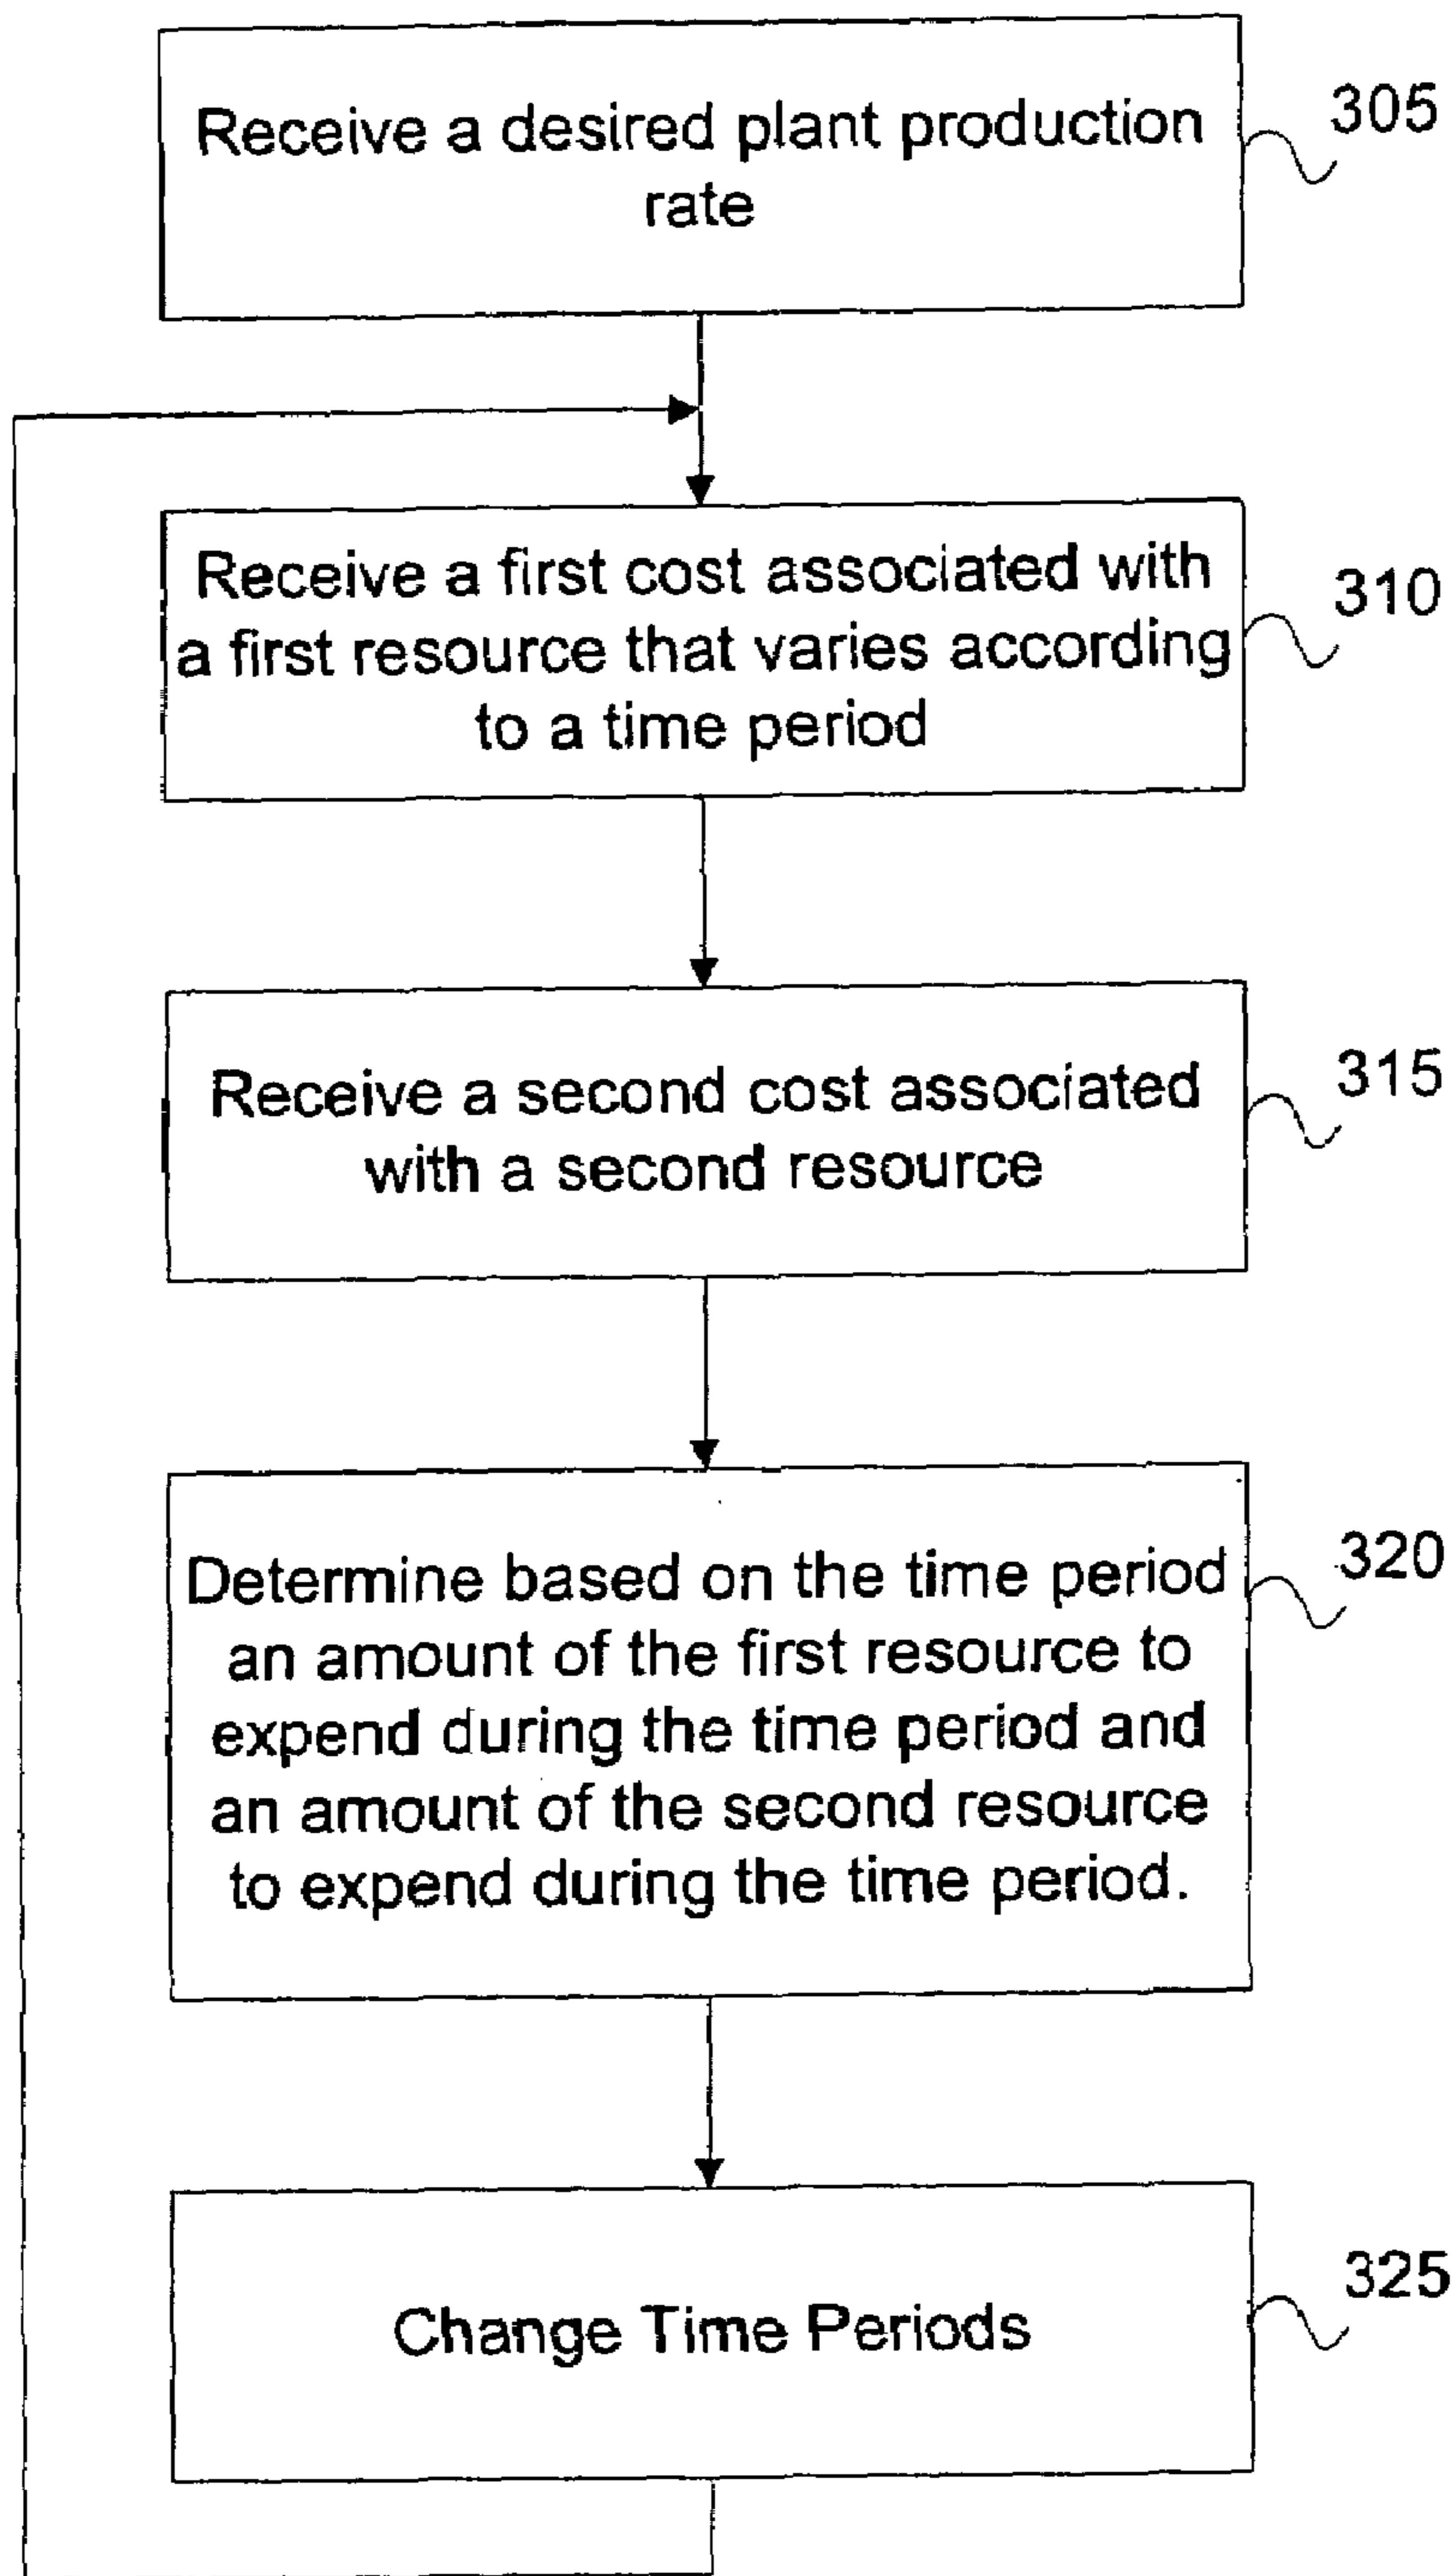 Receive a desired plant production
rate
305
Receive a first cost associated with
a first resource that varies according
to a time period
310
Receive a second cost associated
with a second resource
315
Determine based on the time period
an amount of the first resource to
expend during the time period and
an amount of the second resource
to expend during the time period.
320
Change Time Periods
325